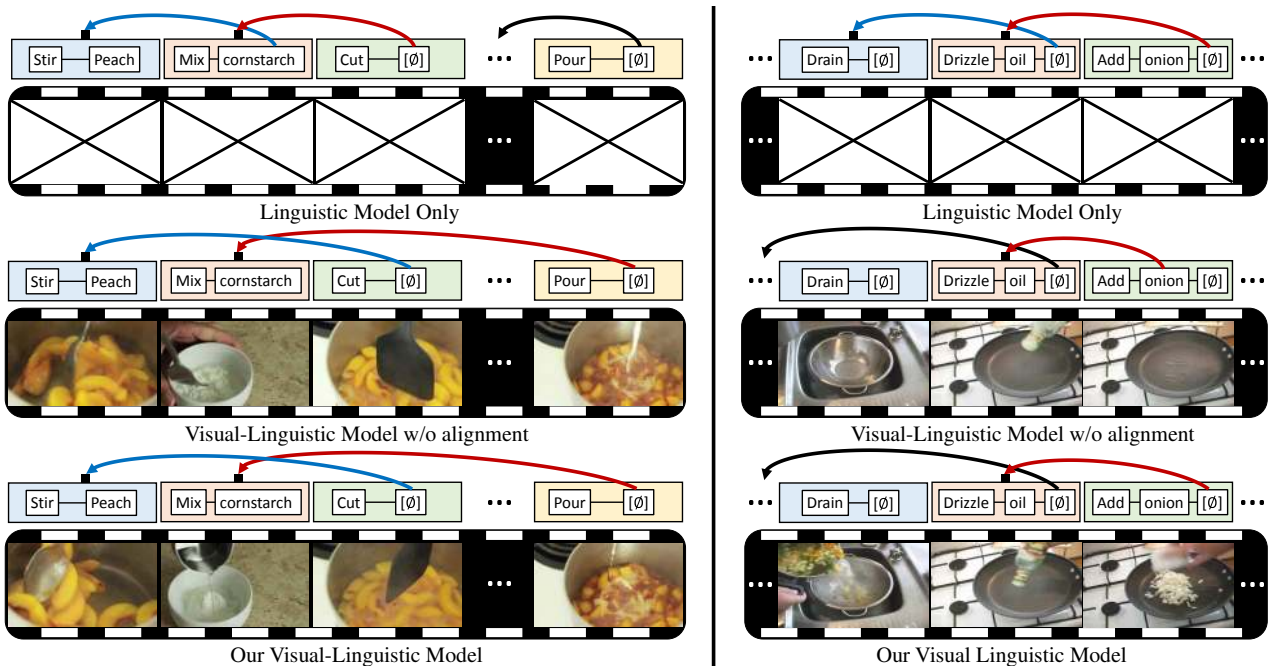 Stir Peach Mix cornstarch Cut [Ø] ... Pour [Ø]
...
Linguistic Model Only
Stir Peach Mix cornstarch Cut [Ø] ... Pour [Ø]
...
Visual-Linguistic Model w/o alignment
Stir Peach Mix cornstarch Cut [Ø] ... Pour [Ø]
...
Our Visual-Linguistic Model
... Drain [Ø] Drizzle oil [Ø] Add onion [Ø] ...
... ...
Linguistic Model Only
... Drain [Ø] Drizzle oil [Ø] Add onion [Ø] ...
... ...
Visual-Linguistic Model w/o alignment
... Drain [Ø] Drizzle oil [Ø] Add onion [Ø] ...
... ...
Our Visual Linguistic Model